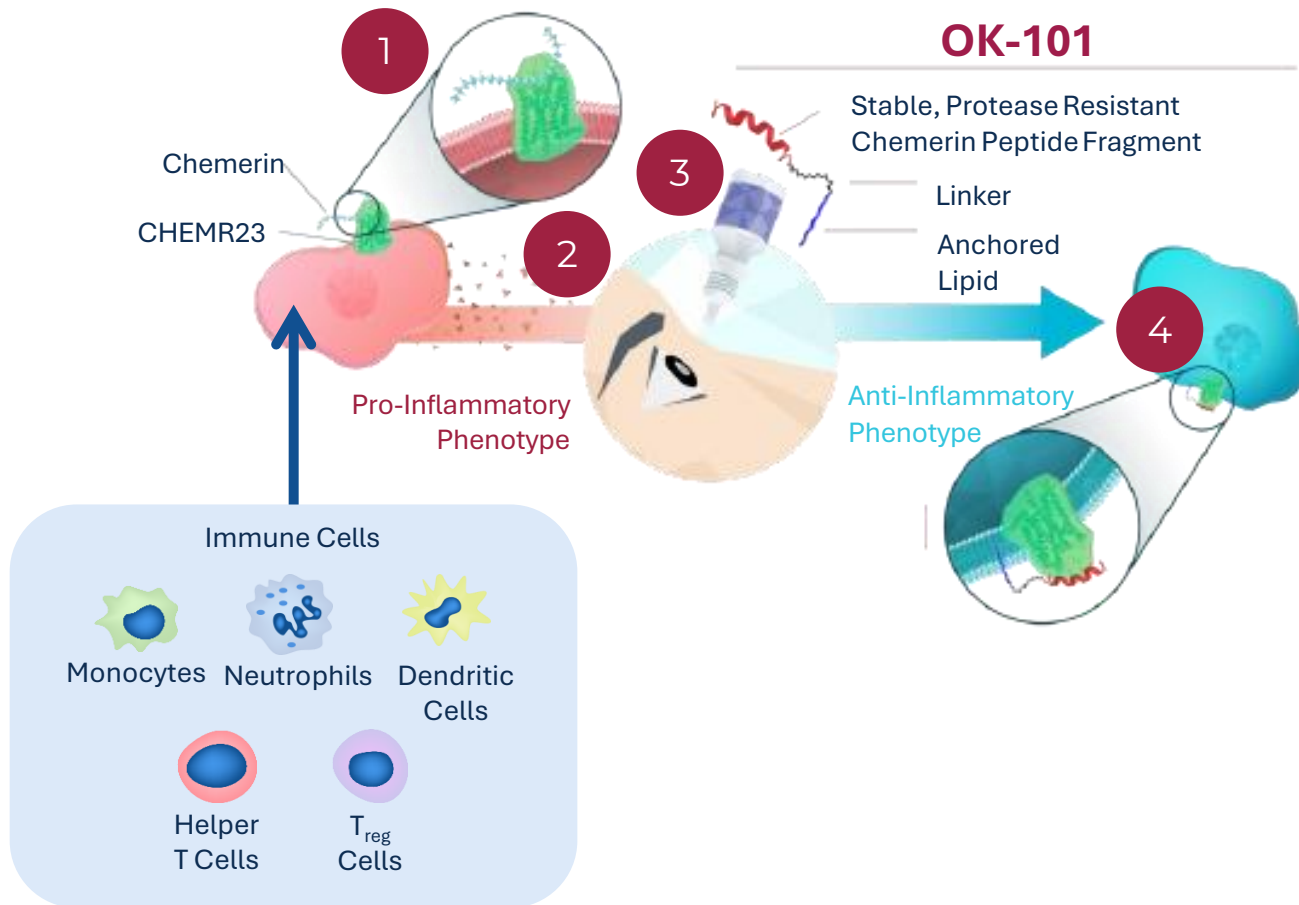 OK-101
1
Stable, Protease Resistant
Chemerin Peptide Fragment
Chemerin
3
Linker
CHEMR23
2
Anchored
Lipid
4
Pro-Inflammatory
Phenotype
Anti-Inflammatory
Phenotype
Immune Cells
Monocytes
Neutrophils
Dendritic
Cells
Helper
T Cells
Treg
Cells